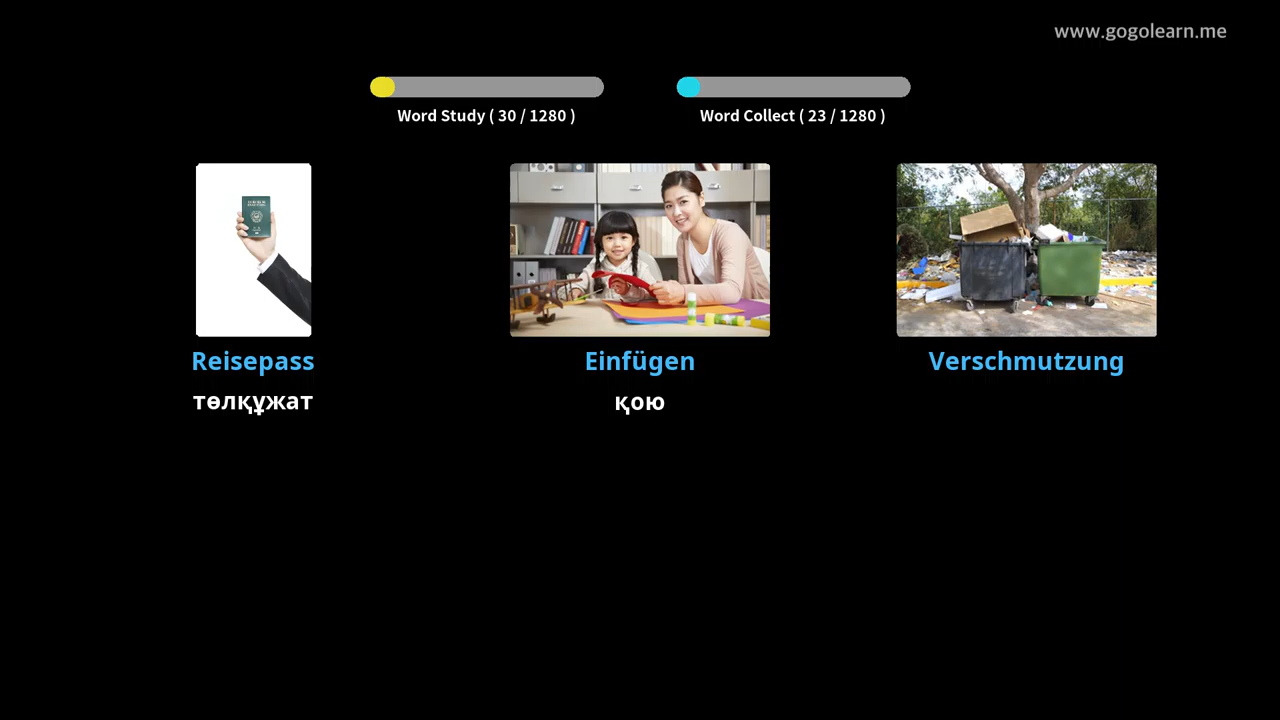 www.gogolearn.me
Word Study ( 30 / 1280 )
Word Collect ( 23 / 1280 )
Reisepass
төлқұжат
Einfügen
қою
Verschmutzung